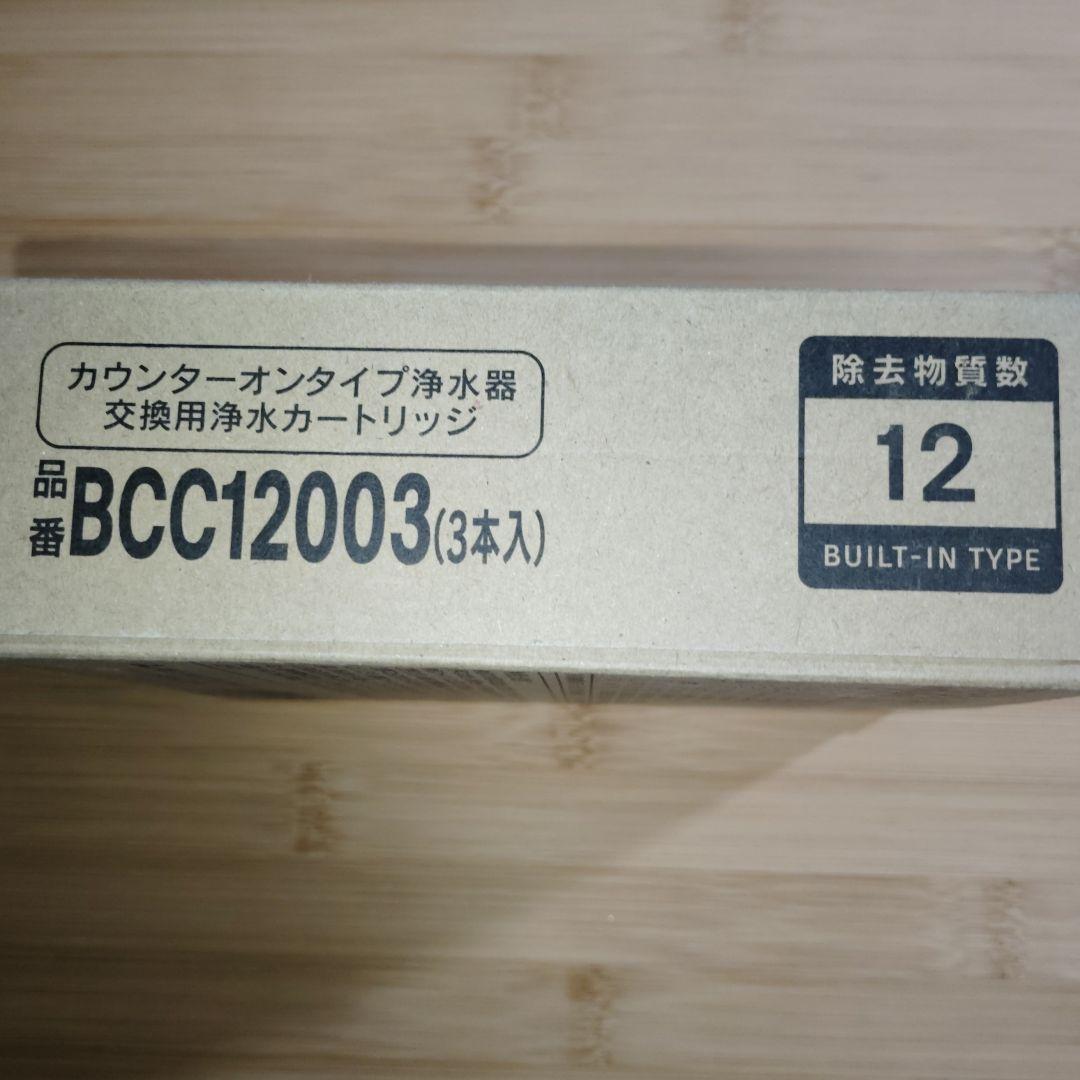 カウンターオンタイプ浄水器
交換用浄水カートリッジ
品番BCC12003(3本入)
除去物質数
12
BUILT-IN TYPE